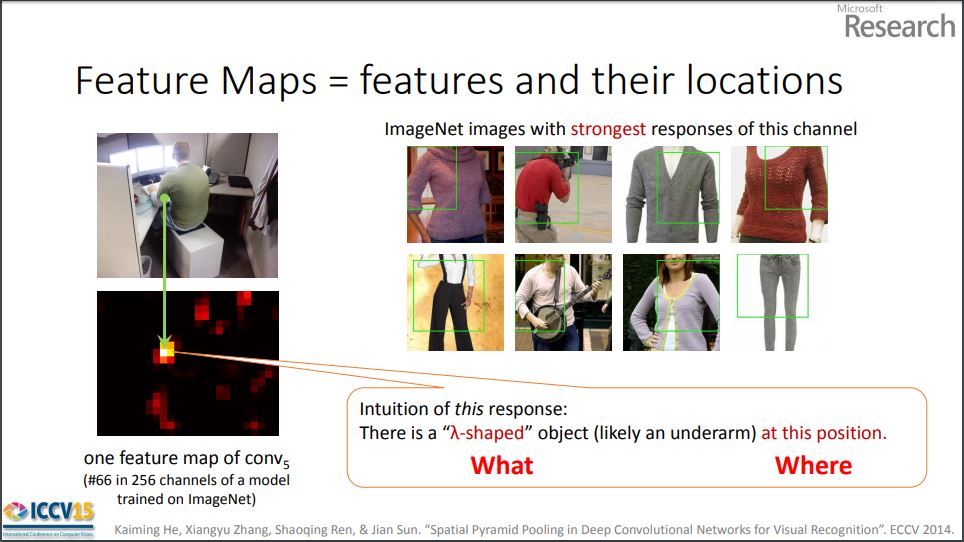 Microsoft
Research
Feature Maps = features and their locations
ImageNet images with strongest responses of this channel
one feature map of conv5
(#66 in 256 channels of a model
trained on ImageNet)
Intuition of this response:
There is a “λ-shaped” object (likely an underarm) at this position.
What Where
ICCV15
International Conference on Computer Vision
Kaiming He, Xiangyu Zhang, Shaoqing Ren, & Jian Sun. “Spatial Pyramid Pooling in Deep Convolutional Networks for Visual Recognition”. ECCV 2014.